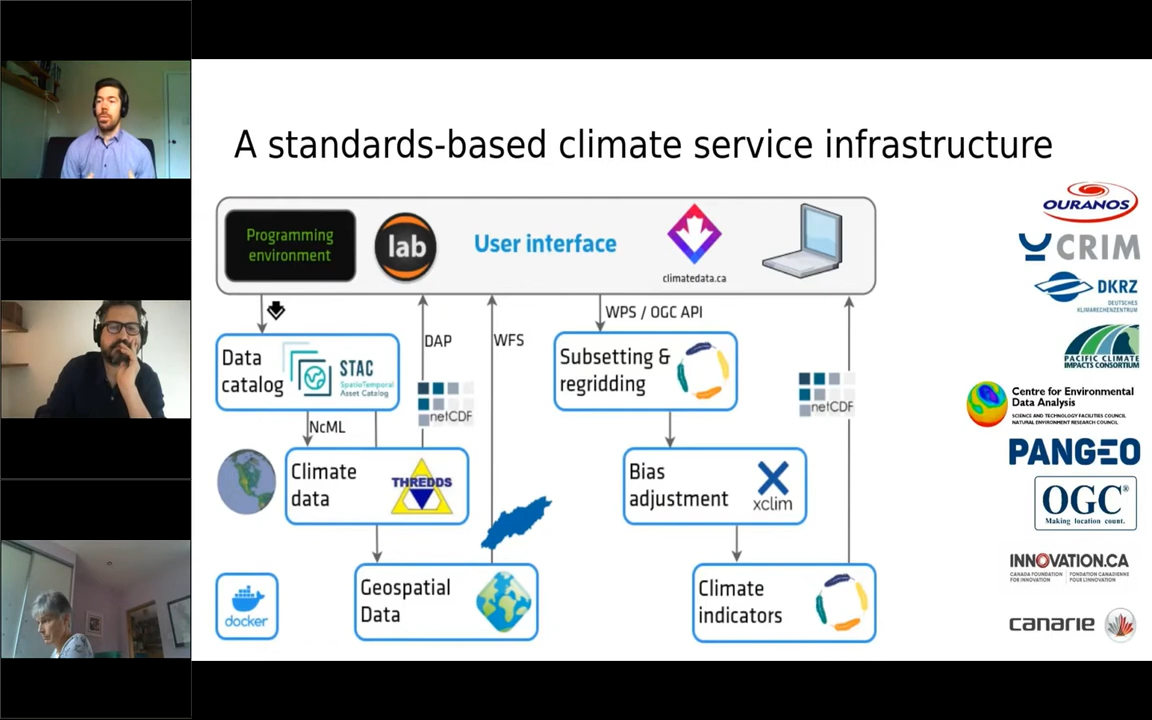 A standards-based climate service infrastructure
Programming
environment
lab
User interface
climatedata.ca
DAP
WFS
WPS / OGC API
Data
catalog
STAC
SpatioTemporal
Asset Catalog
netCDF
Subsetting &
regridding
netCDF
NcML
Climate
data
THREDDS
Bias
adjustment
xclim
docker
Geospatial
Data
Climate
indicators
OURANOS
CRIM
DKRZ
DEUTSCHES
KLIMARECHENZENTRUM
PACIFIC CLIMATE
IMPACTS CONSORTIUM
Centre for Environmental
Data Analysis
SCIENCE AND TECHNOLOGY FACILITIES COUNCIL
NATURAL ENVIRONMENT RESEARCH COUNCIL
PANGEO
OGC®
Making location count.
INNOVATION.CA
CANADA FOUNDATION
FOR INNOVATION
FONDATION CANADIENNE
POUR L'INNOVATION
canarie